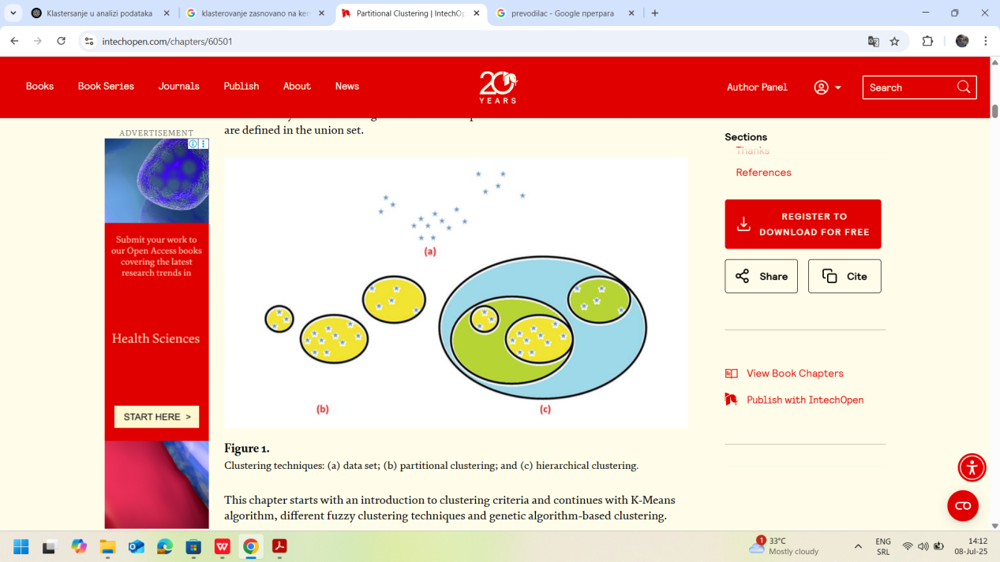 Klastersanje u analizi podataka
klasterovanje zasnovano na ker
Partitional Clustering | IntechOp
prevodilac - Google претрага
intechopen.com/chapters/60501
Books
Book Series
Journals
Publish
About
News
20
YEARS
Author Panel
Search
ADVERTISEMENT
are defined in the union set.
Submit your work to
our Open Access books
covering the latest
research trends in
Health Sciences
START HERE >
(a)
(b)
(c)
Figure 1.
Clustering techniques: (a) data set; (b) partitional clustering; and (c) hierarchical clustering.
This chapter starts with an introduction to clustering criteria and continues with K-Means
algorithm, different fuzzy clustering techniques and genetic algorithm-based clustering.
Sections
Thanks
References
REGISTER TO
DOWNLOAD FOR FREE
Share
Cite
View Book Chapters
Publish with IntechOpen
1
33°C
Mostly cloudy
ENG
SRL
14:12
08-Jul-25